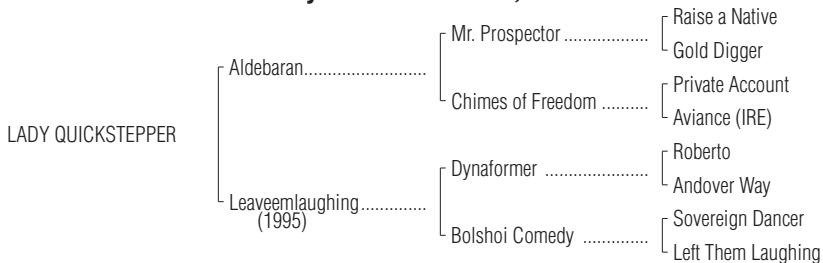 Raise a Native
Mr. Prospector
Gold Digger
Aldebaran
Private Account
Chimes of Freedom
Aviance (IRE)
LADY QUICKSTEPPER
Roberto
Dynaformer
Andover Way
Leaveemlaughing
(1995)
Sovereign Dancer
Bolshoi Comedy
Left Them Laughing